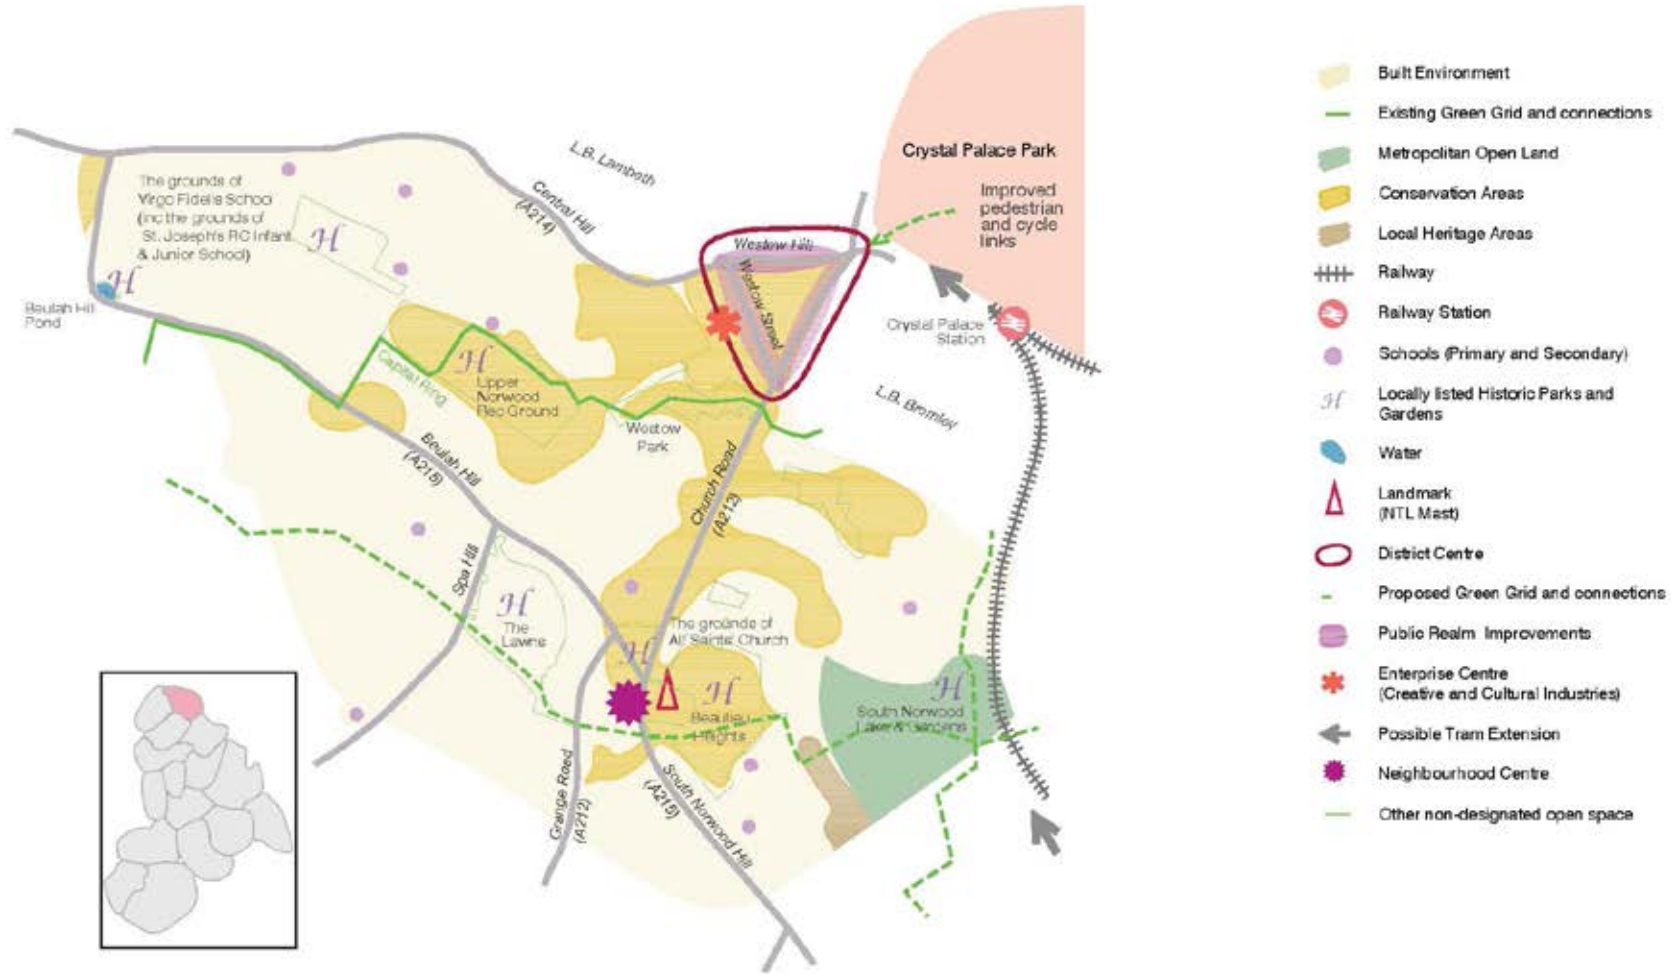 Crystal Palace Park
Improved
pedestrian
and cycle
links
L.B. Lambeth
Central Hill
(A214)
Westow Hill
Westow Street
The grounds of
Virgo Fidelis School
(inc the grounds of
St. Joseph's RC Infant
& Junior School)
H
H
Beulah Hill
Pond
Crystal Palace
Station
Capital Ring
H
Upper
Norwood
Rec Ground
Westow
Park
L.B. Bromley
Beulah Hill
(A215)
Church Road
(A212)
Spa Hill
H
The
Lawns
The grounds of
All Saints' Church
H
H
Beaulieu
Heights
H
South Norwood
Lake & Gardens
Grange Road
(A212)
South Norwood Hill
(A215)
Built Environment
Existing Green Grid and connections
Metropolitan Open Land
Conservation Areas
Local Heritage Areas
Railway
Railway Station
Schools (Primary and Secondary)
H
Locally listed Historic Parks and
Gardens
Water
Landmark
(NTL Mast)
District Centre
Proposed Green Grid and connections
Public Realm Improvements
Enterprise Centre
(Creative and Cultural Industries)
Possible Tram Extension
Neighbourhood Centre
Other non-designated open space